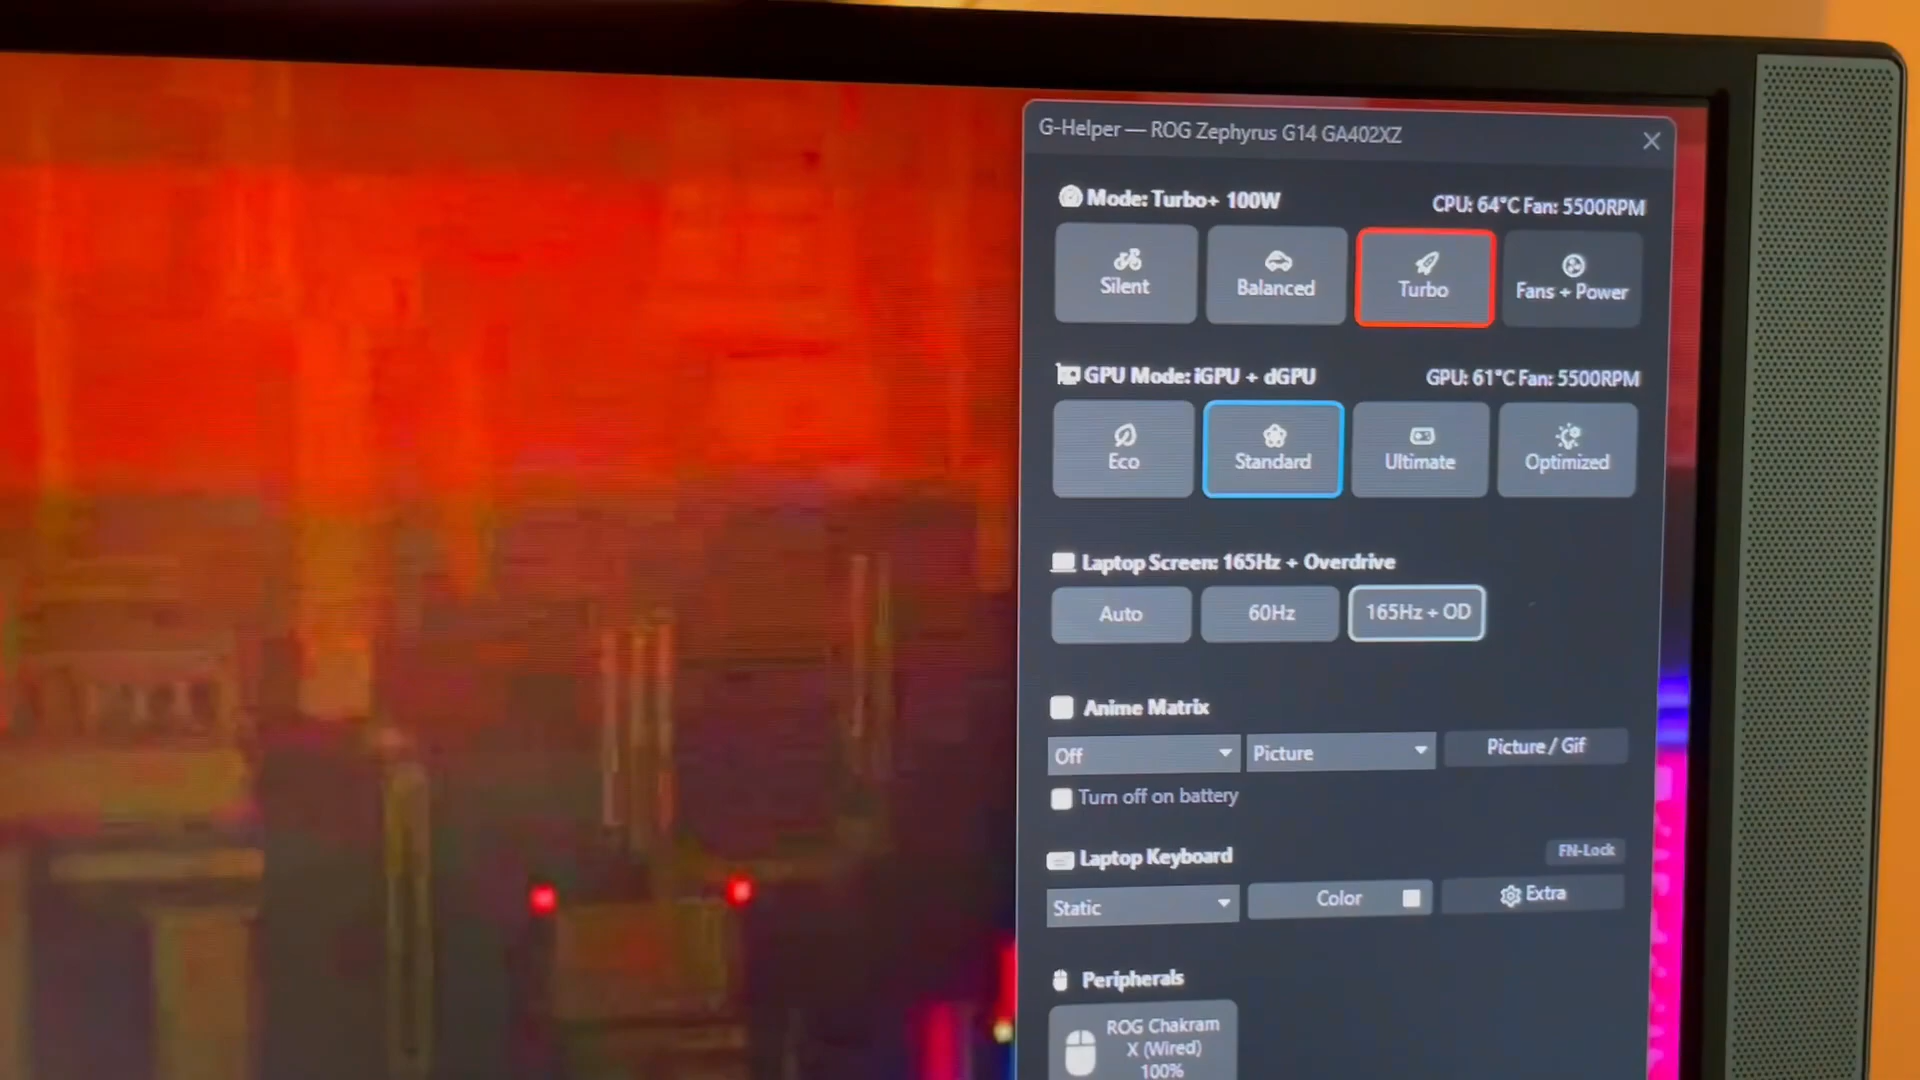 G-Helper — ROG Zephyrus G14 GA402XZ
Mode: Turbo+ 100W
CPU: 64°C Fan: 5500RPM
Silent
Balanced
Turbo
Fans + Power
GPU Mode: iGPU + dGPU
GPU: 61°C Fan: 5500RPM
Eco
Standard
Ultimate
Optimized
Laptop Screen: 165Hz + Overdrive
Auto
60Hz
165Hz + OD
Anime Matrix
Off
Picture
Picture / Gif
Turn off on battery
Laptop Keyboard
FN-Lock
Static
Color
Extra
Peripherals
ROG Chakram
X (Wired)
100%